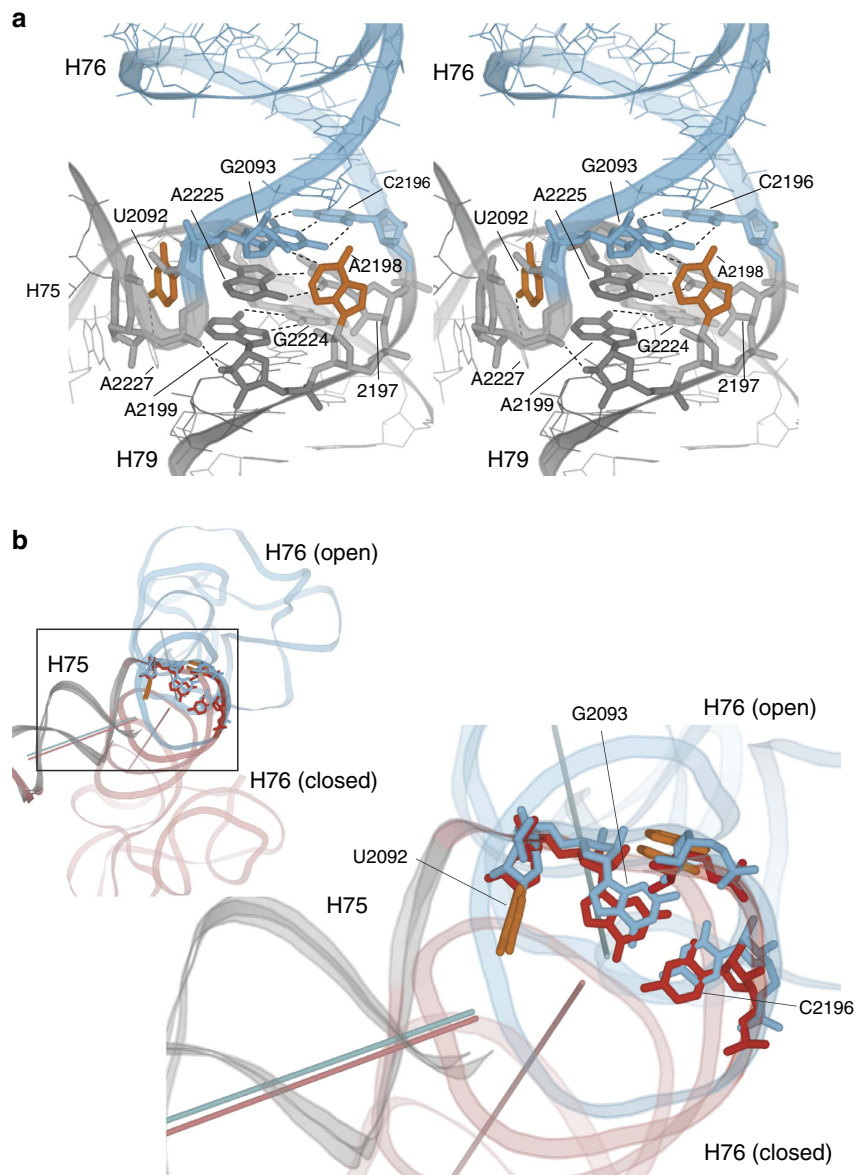 a
H76
H76
G2093
G2093
A2225
C2196
A2225
C2196
U2092
U2092
A2198
A2198
H75
H75
G2224
G2224
A2227
A2227
2197
2197
A2199
A2199
H79
H79
b
H76 (open)
H75
H76 (closed)
G2093
H76 (open)
U2092
H75
C2196
H76 (closed)